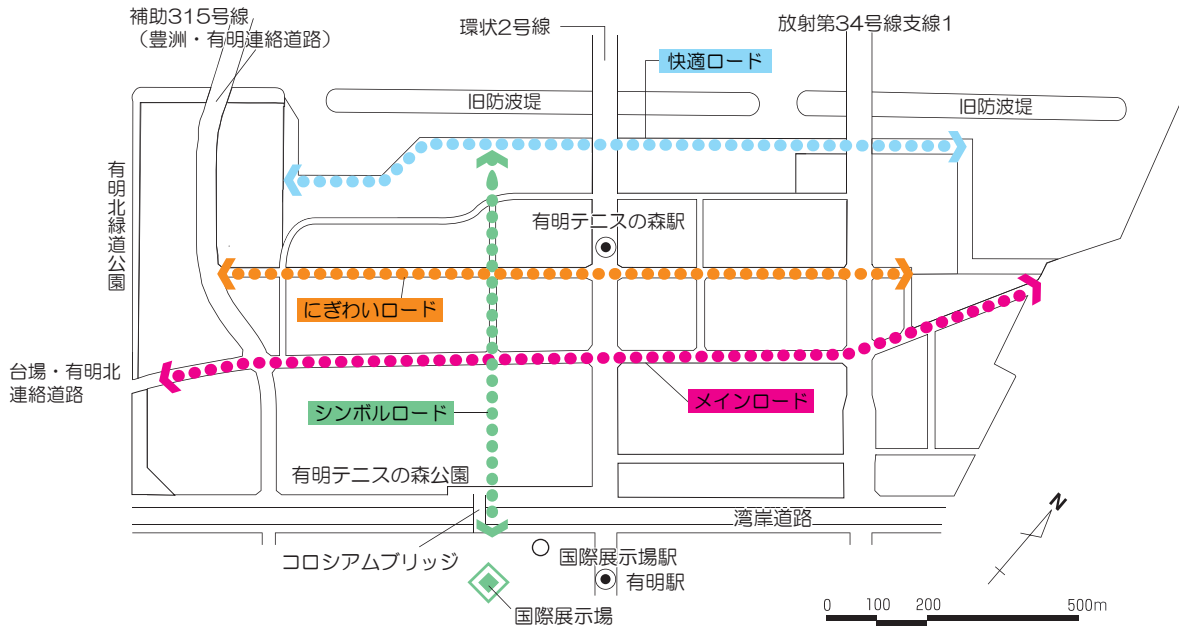 補助315号線
（豊洲・有明連絡道路）
環状2号線
放射第34号線支線1
快適ロード
旧防波堤
旧防波堤
有明北緑道公園
有明テニスの森駅
にぎわいロード
台場・有明北
連絡道路
シンボルロード
メインロード
有明テニスの森公園
湾岸道路
コロシアムブリッジ
国際展示場駅
有明駅
国際展示場
N
0 100 200 500m